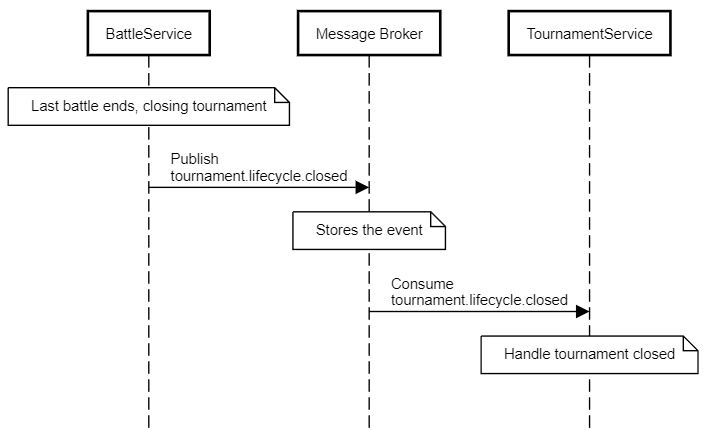 BattleService
Message Broker
TournamentService
Last battle ends, closing tournament
Publish
tournament.lifecycle.closed
Stores the event
Consume
tournament.lifecycle.closed
Handle tournament closed